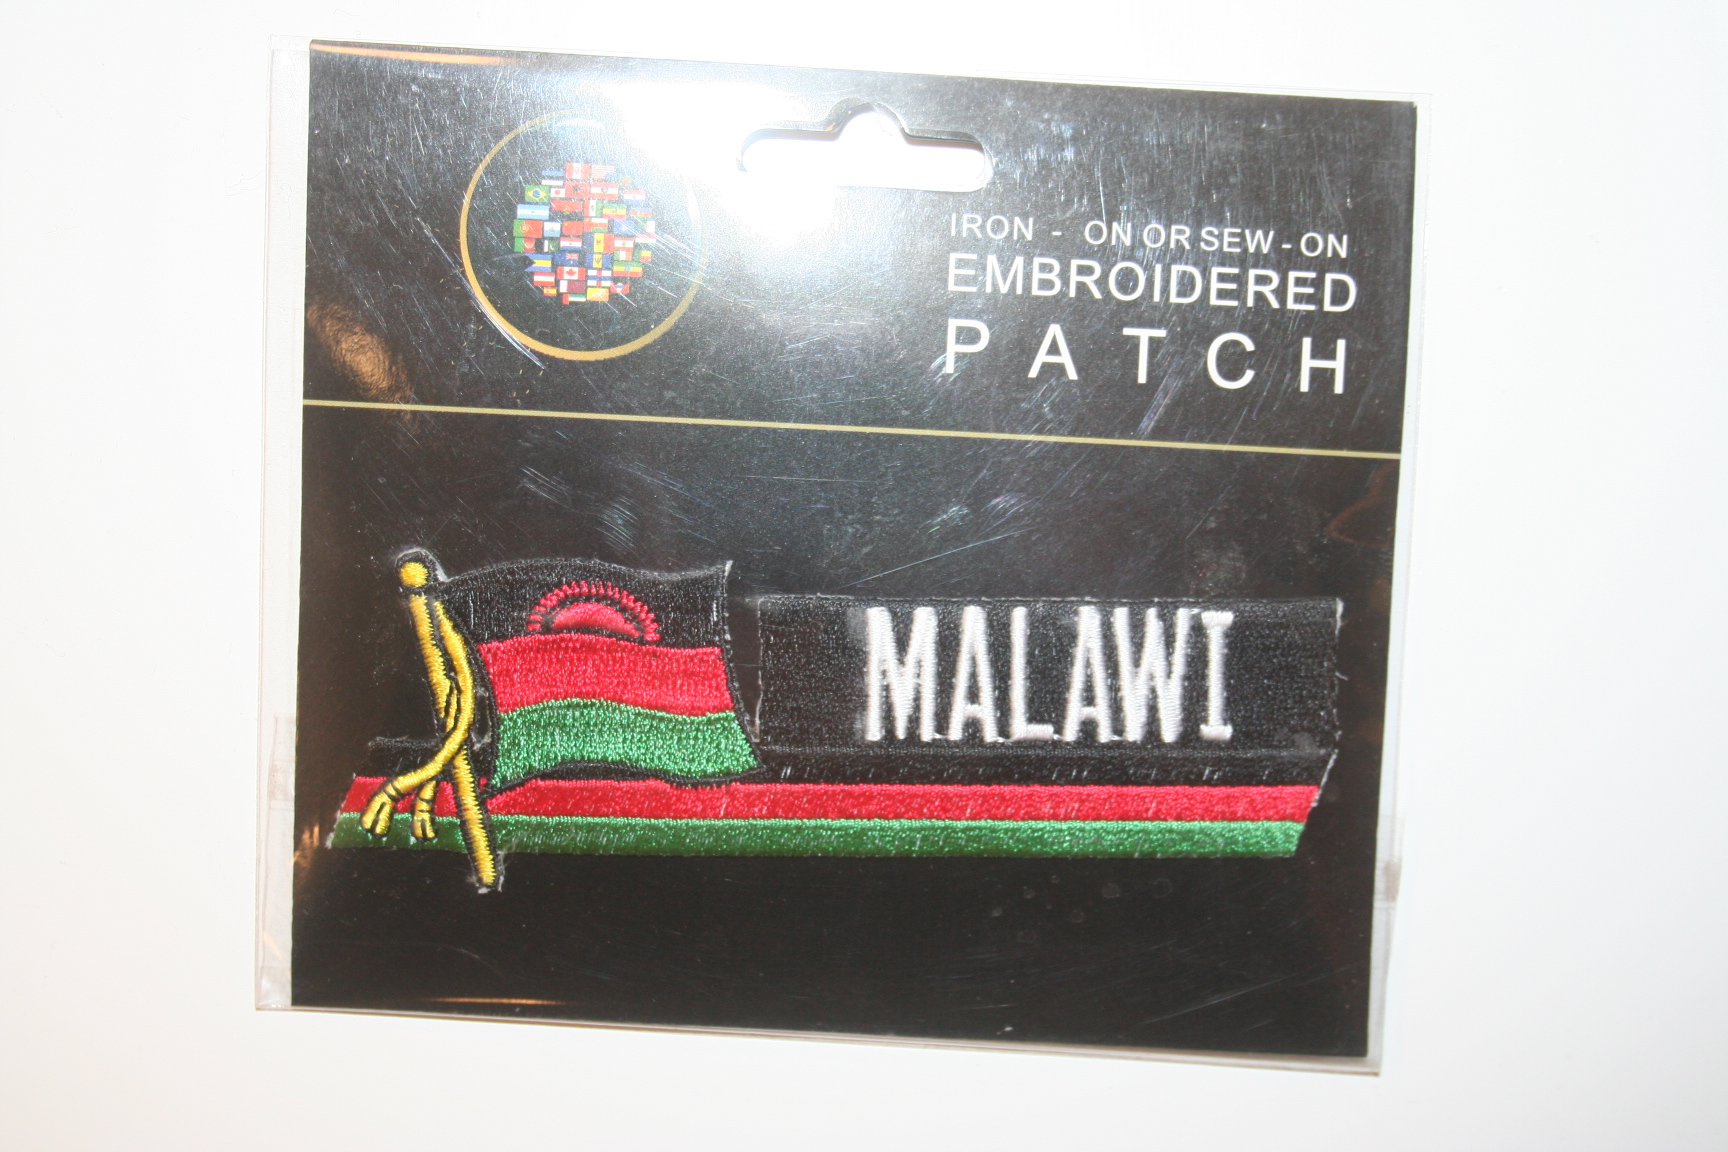 IRON - ON OR SEW - ON
EMBROIDERED
PATCH
MALAWI